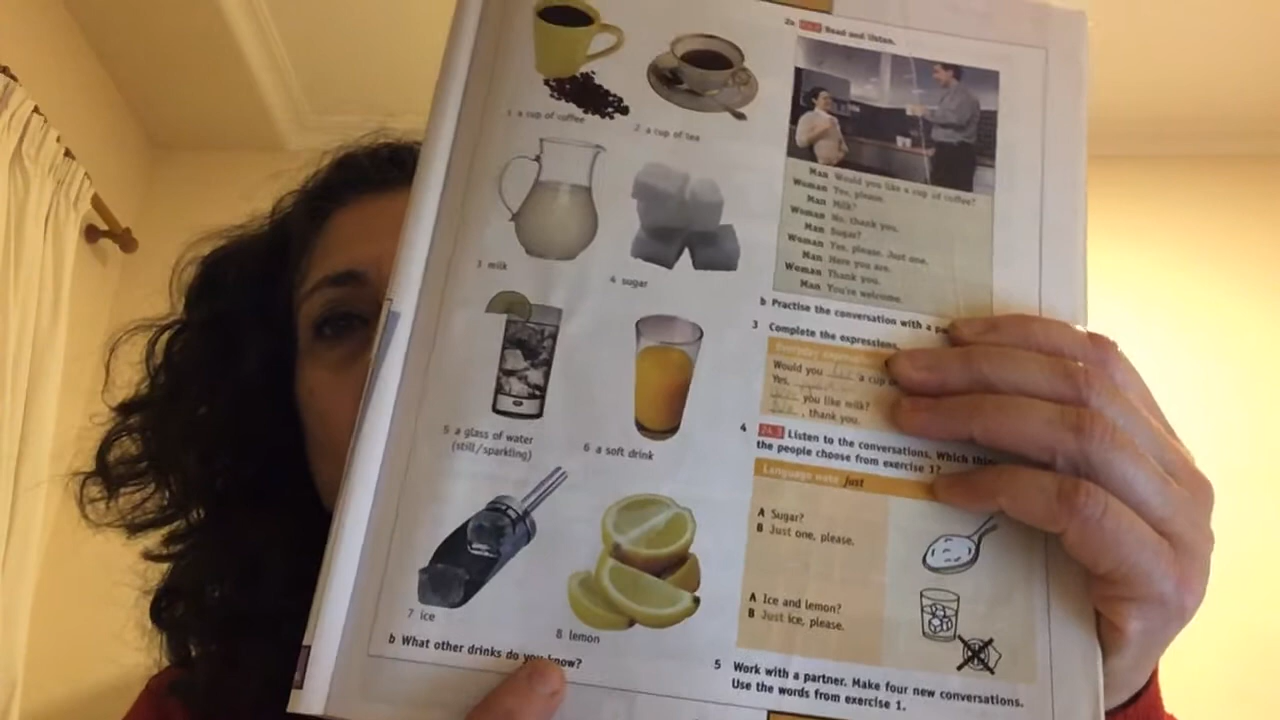 1 a cup of coffee
2 a cup of tea
3 milk
4 sugar
5 a glass of water
(still/sparkling)
6 a soft drink
7 ice
8 lemon
b What other drinks do you know?
2a Read and listen.
Man Would you like a cup of coffee?
Woman Yes, please.
Man Milk?
Woman No, thank you.
Man Sugar?
Woman Yes, please. Just one.
Man Here you are.
Woman Thank you.
Man You're welcome.
b Practise the conversation with a
3 Complete the expressions.
Everyday
Would you ____ a cup
Yes,
____ you like milk?
____, thank you.
4 Listen to the conversations. Which
the people choose from exercise 1?
Language note just
A Sugar?
B Just one, please.
A Ice and lemon?
B Just ice, please.
5 Work with a partner. Make four new conversations.
Use the words from exercise 1.